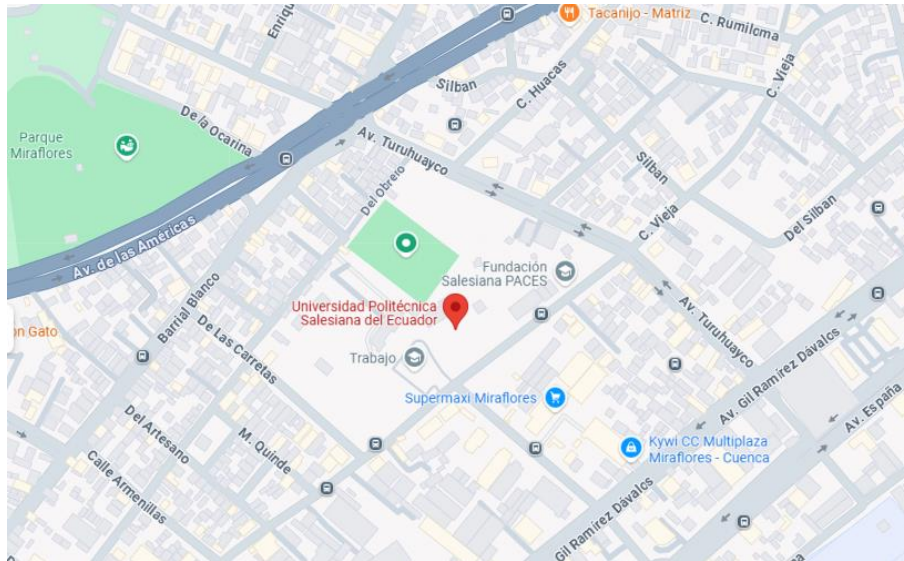 Tacanijo - Matriz
C. Rumilcma
C. Vieja
Silban
C. Huacas
De la Ocarina
Parque
Miraflores
Av. Turuhuayco
Silban
Del Obrero
C. Vieja
Del Silban
Av. de las Américas
Fundación
Salesiana PACES
Universidad Politécnica
Salesiana del Ecuador
Barrial Blanco
Av. Turuhuayco
De Las Carretas
Trabajo
on Gato
Supermaxi Miraflores
Av. Gil Ramírez Dávalos
Av. España
Del Artesano
M. Quinde
Kywi CC Multiplaza
Miraflores - Cuenca
Calle Armenillas
Gil Ramírez Dávalos